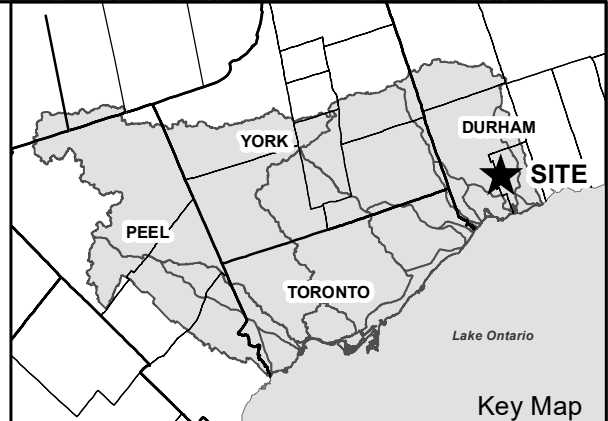 DURHAM
YORK
SITE
PEEL
TORONTO
Lake Ontario
Key Map